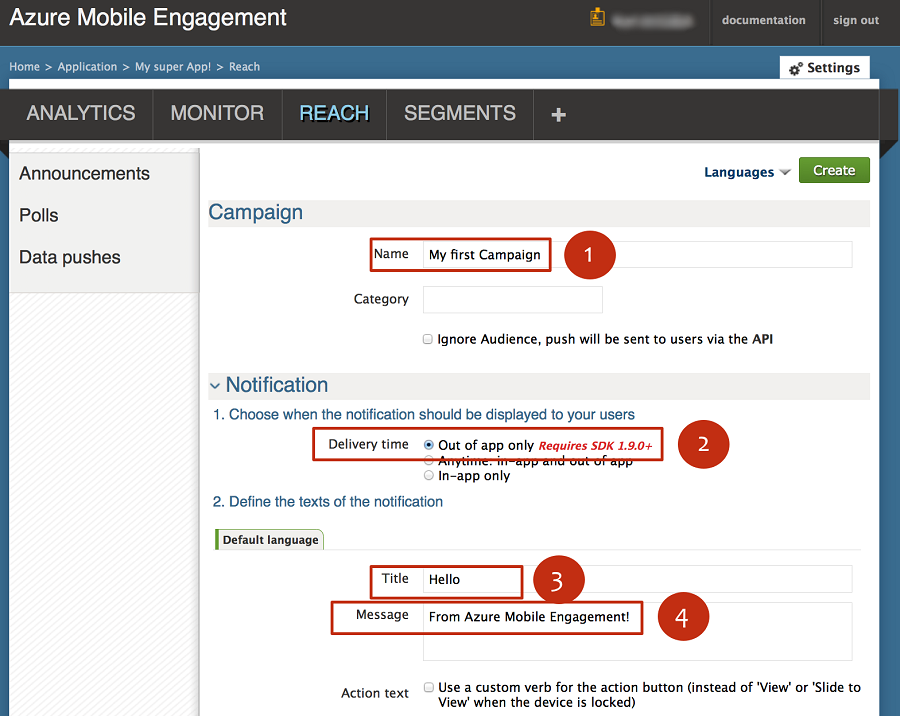 Azure Mobile Engagement
documentation
sign out
Home > Application > My super App! > Reach
Settings
ANALYTICS
MONITOR
REACH
SEGMENTS
+
Announcements
Polls
Data pushes
Languages
Create
Campaign
Name My first Campaign
1
Category
Ignore Audience, push will be sent to users via the API
Notification
1. Choose when the notification should be displayed to your users
Delivery time Out of app only Requires SDK 1.9.0+
2
Anytime: in-app and out of app
In-app only
2. Define the texts of the notification
Default language
Title Hello
3
Message From Azure Mobile Engagement!
4
Action text Use a custom verb for the action button (instead of 'View' or 'Slide to
View' when the device is locked)